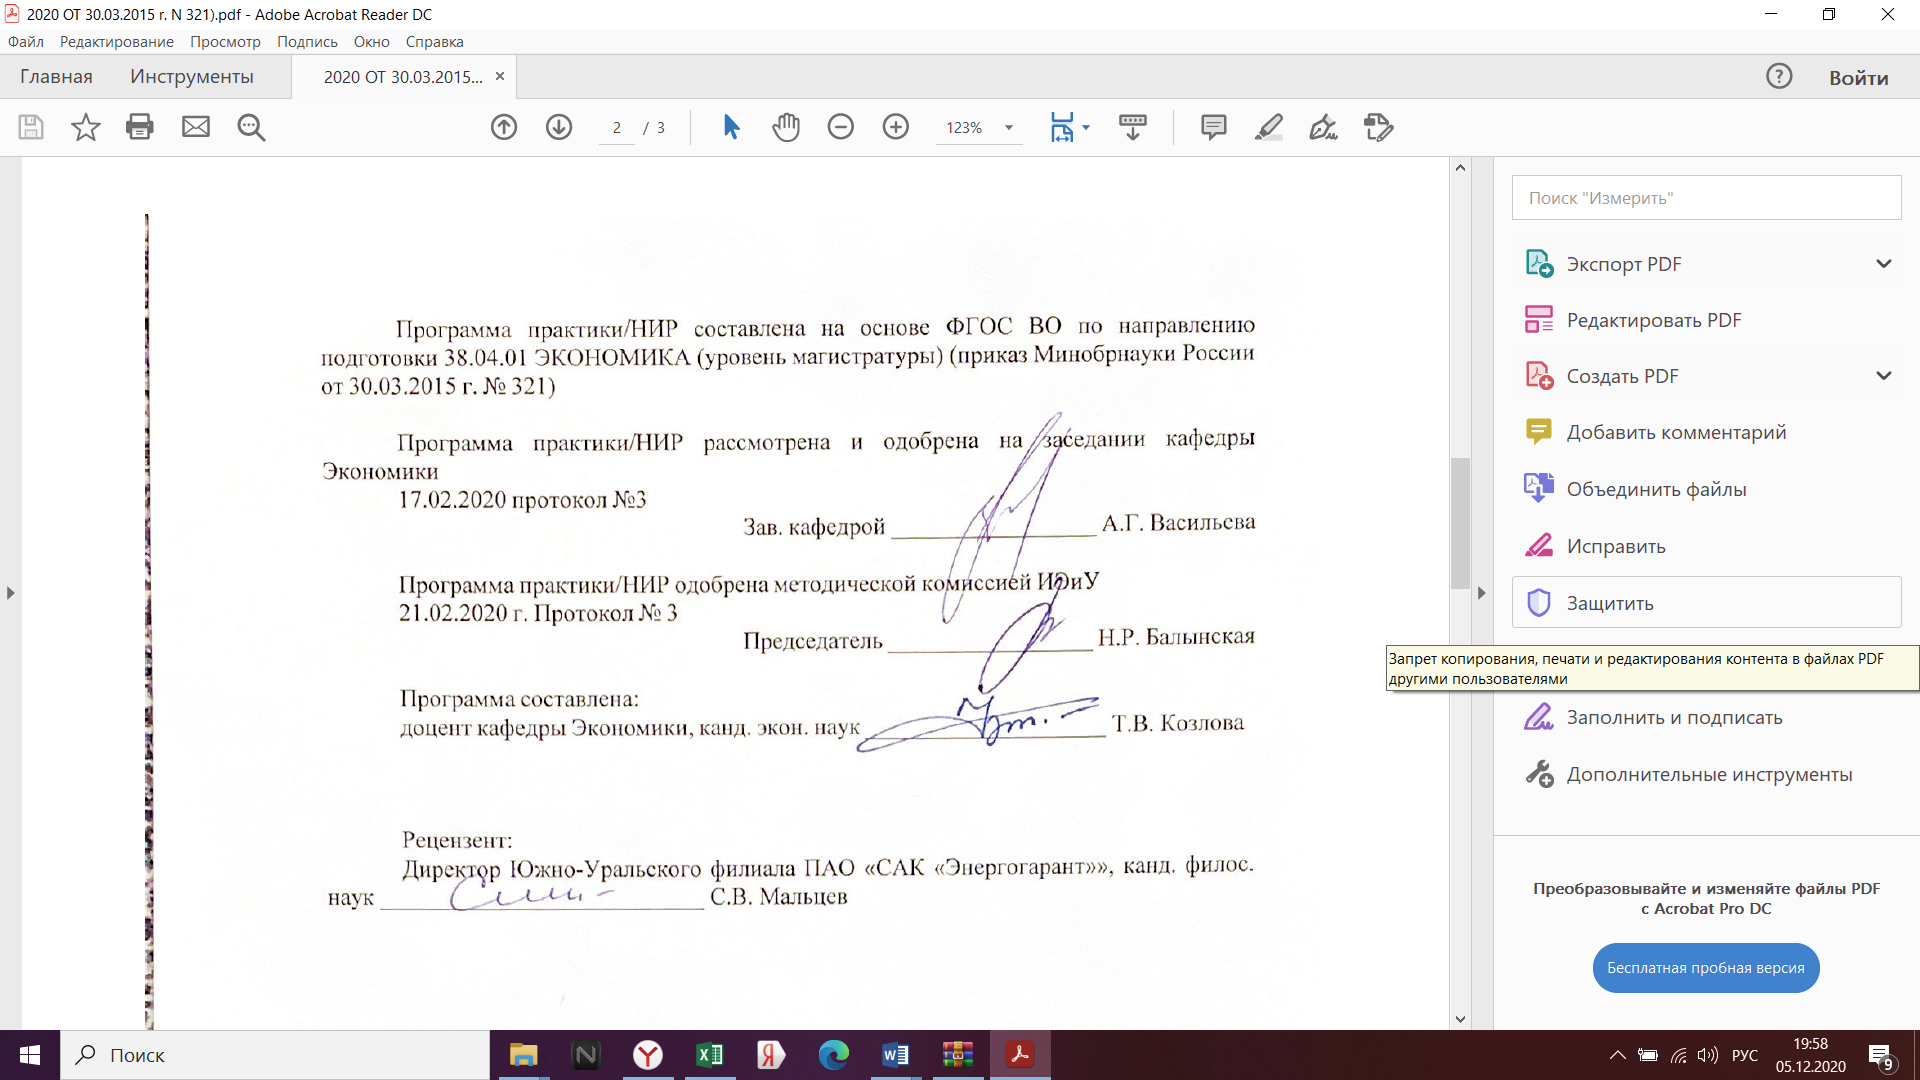 2020 ОТ 30.03.2015 г. N 321).pdf - Adobe Acrobat Reader DC
Файл Редактирование Просмотр Подпись Окно Справка
Главная Инструменты 2020 ОТ 30.03.2015... × Войти
2 / 3 123%
Программа практики/НИР составлена на основе ФГОС ВО по направлению
подготовки 38.04.01 ЭКОНОМИКА (уровень магистратуры) (приказ Минобрнауки России
от 30.03.2015 г. № 321)
Программа практики/НИР рассмотрена и одобрена на заседании кафедры
Экономики
17.02.2020 протокол №3
Зав. кафедрой А.Г. Васильева
Программа практики/НИР одобрена методической комиссией ИЭиУ
21.02.2020 г. Протокол № 3
Председатель Н.Р. Балынская
Программа составлена:
доцент кафедры Экономики, канд. экон. наук Т.В. Козлова
Рецензент:
Директор Южно-Уральского филиала ПАО «САК «Энергогарант»», канд. филос.
наук С.В. Мальцев
Поиск "Измерить"
Экспорт PDF
Редактировать PDF
Создать PDF
Добавить комментарий
Объединить файлы
Исправить
Защитить
Запрет копирования, печати и редактирования контента в файлах PDF
другими пользователями
Заполнить и подписать
Дополнительные инструменты
Преобразовывайте и изменяйте файлы PDF
с Acrobat Pro DC
Бесплатная пробная версия
Поиск
РУС
19:58
05.12.2020
9